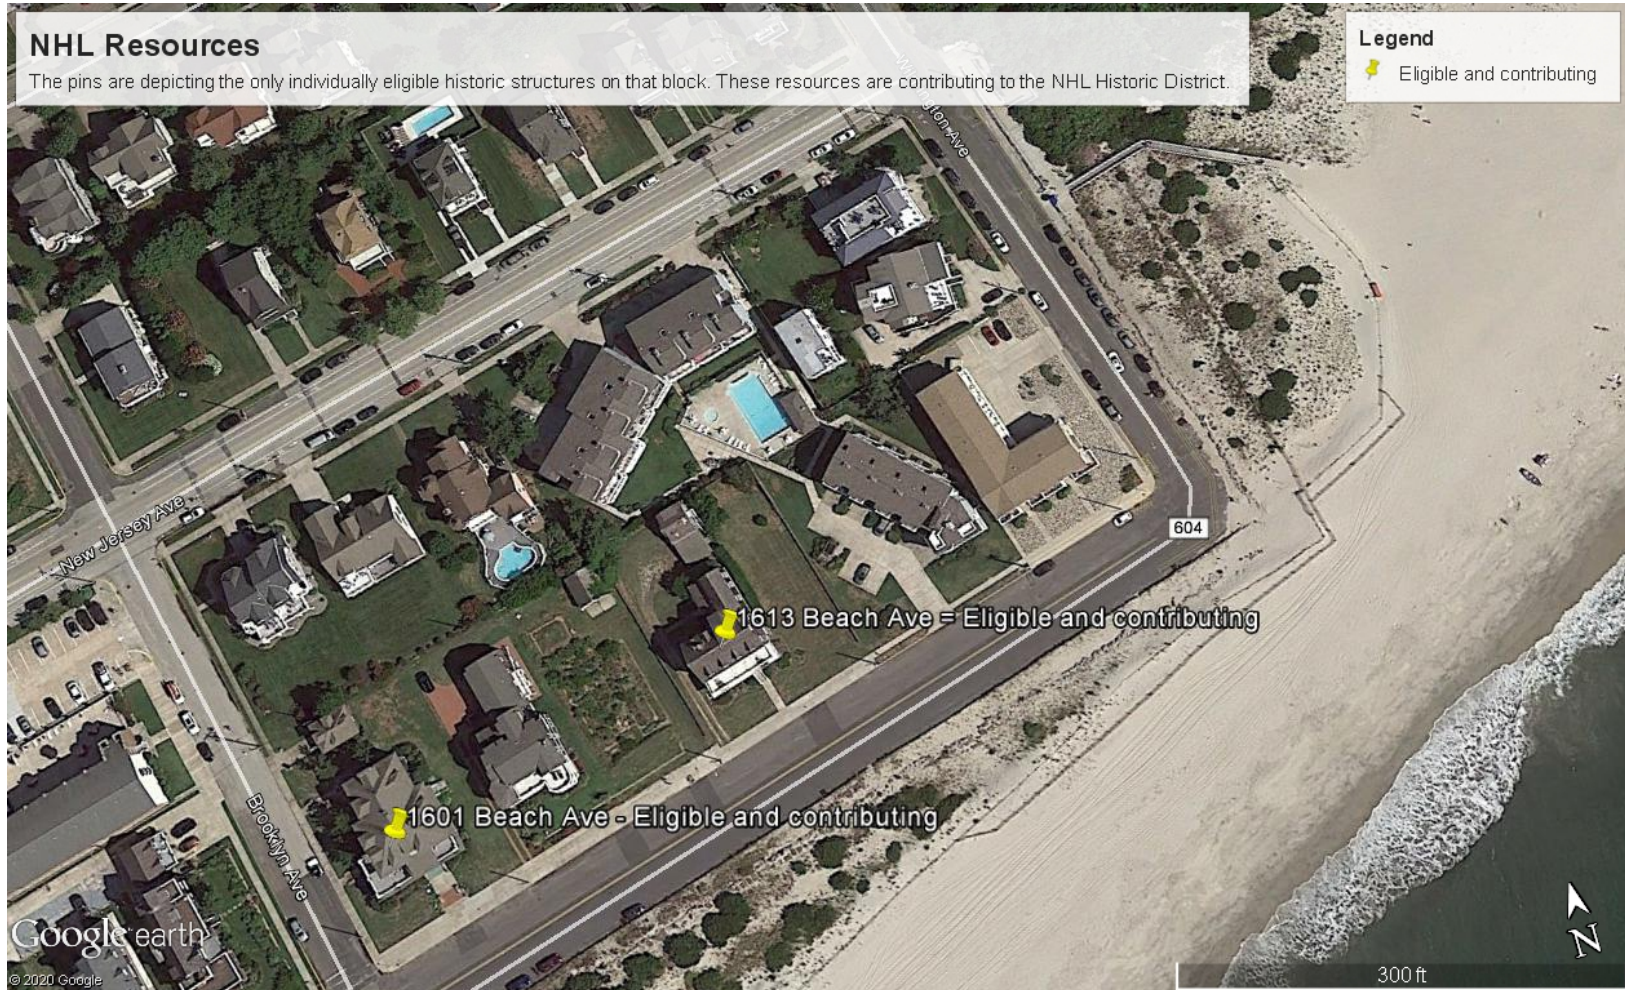 NHL Resources
The pins are depicting the only individually eligible historic structures on that block. These resources are contributing to the NHL Historic District.
Legend
Eligible and contributing
New Jersey Ave
604
1613 Beach Ave = Eligible and contributing
1601 Beach Ave - Eligible and contributing
Brooklyn Ave
Google earth
© 2020 Google
N
300 ft